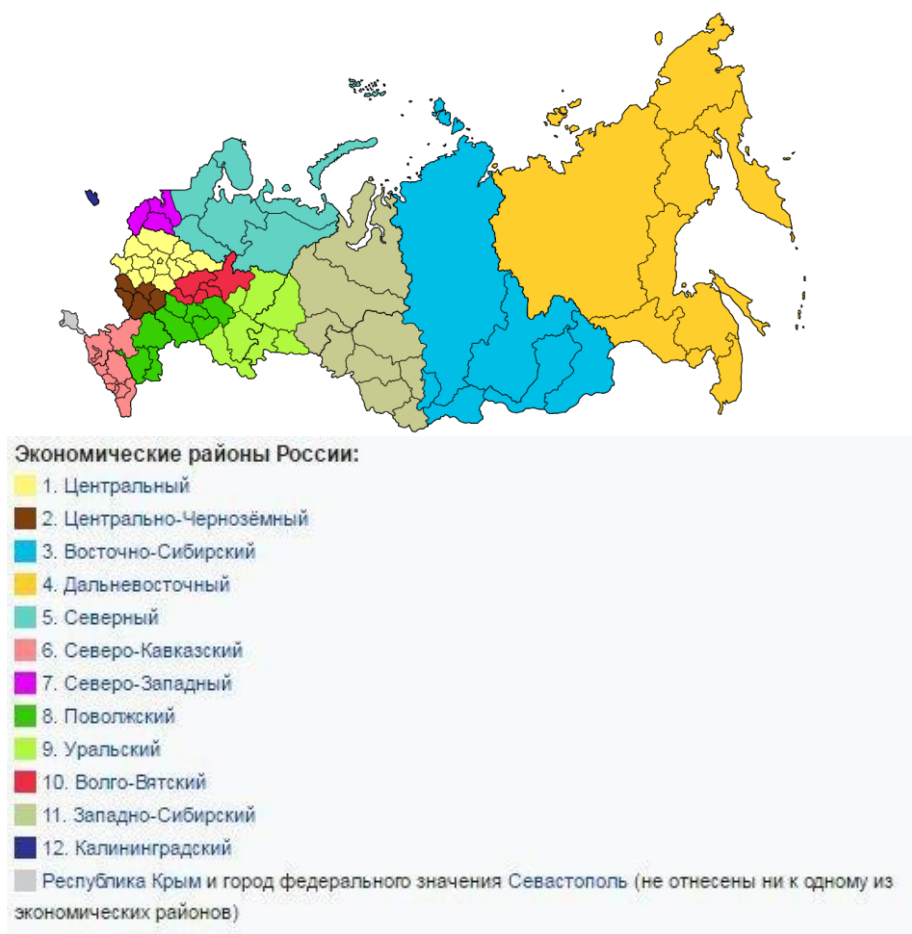 Экономические районы России:
1. Центральный
2. Центрально-Чернозёмный
3. Восточно-Сибирский
4. Дальневосточный
5. Северный
6. Северо-Кавказский
7. Северо-Западный
8. Поволжский
9. Уральский
10. Волго-Вятский
11. Западно-Сибирский
12. Калининградский
Республика Крым и город федерального значения Севастополь (не отнесены ни к одному из
экономических районов)